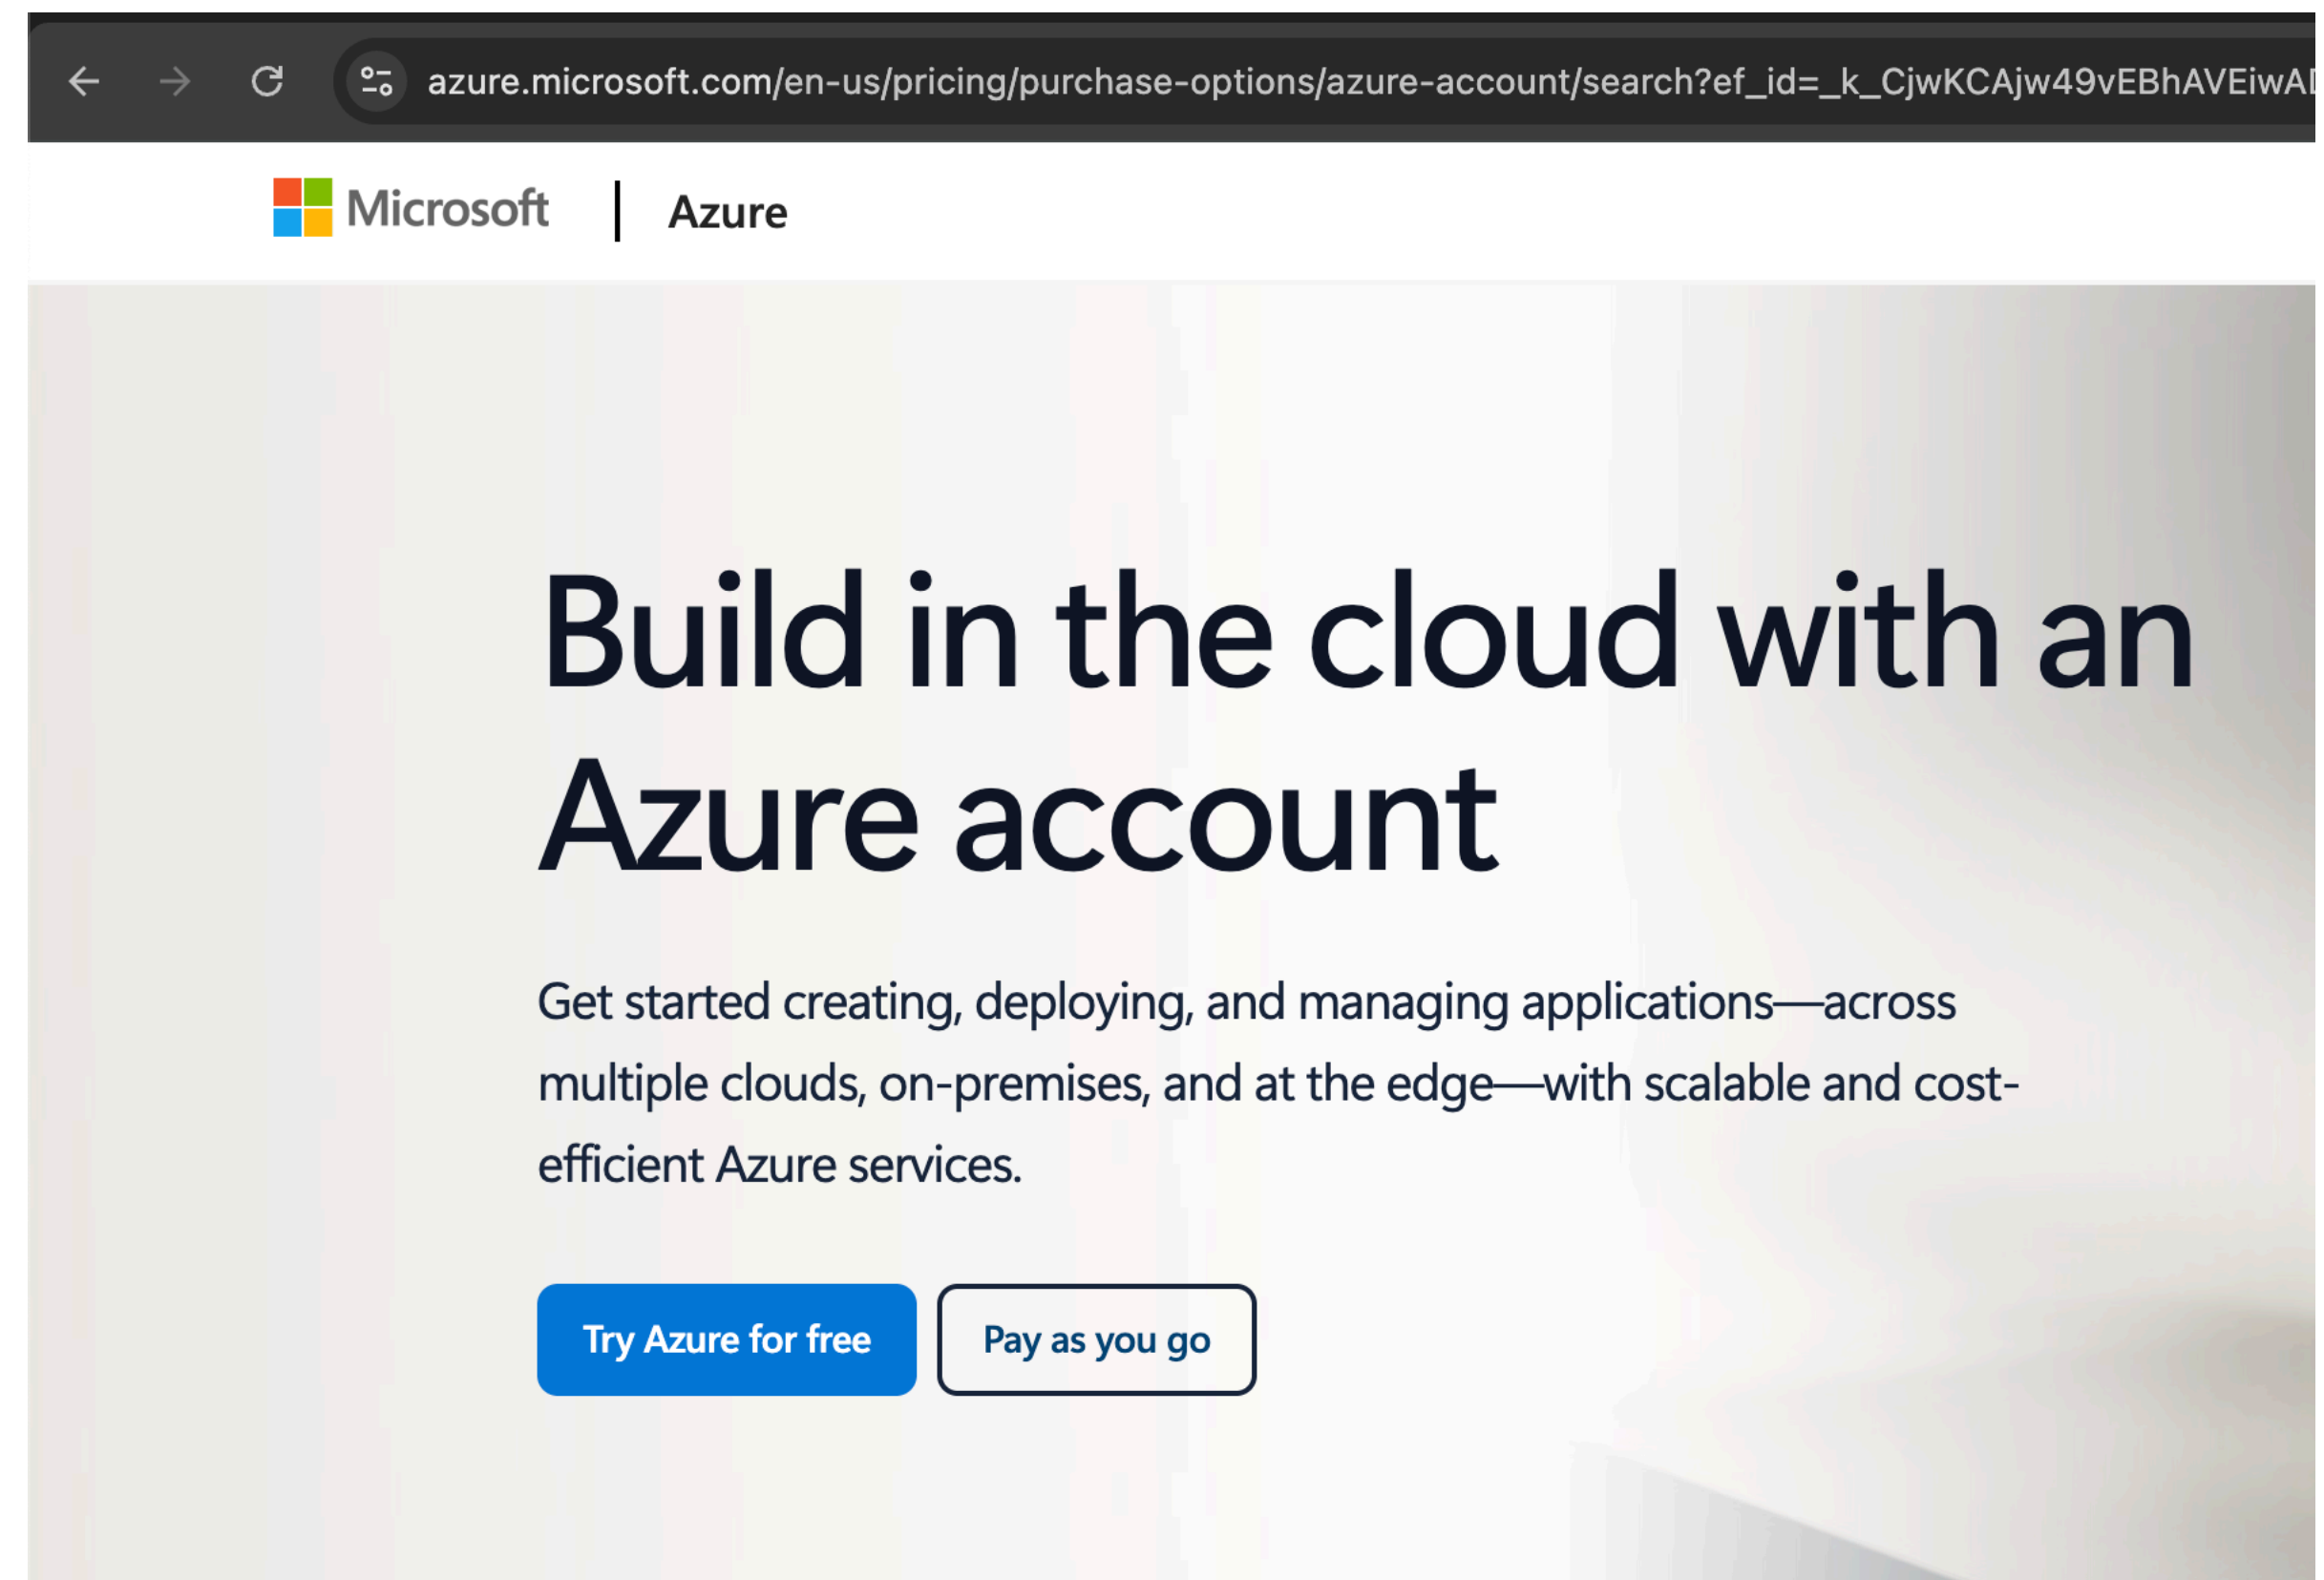 azure.microsoft.com/en-us/pricing/purchase-options/azure-account/search?ef_id=_k_CjwKCAjw49vEBhAVEiwA
Microsoft | Azure
Build in the cloud with an
Azure account
Get started creating, deploying, and managing applications—across
multiple clouds, on-premises, and at the edge—with scalable and cost-
efficient Azure services.
Try Azure for free Pay as you go